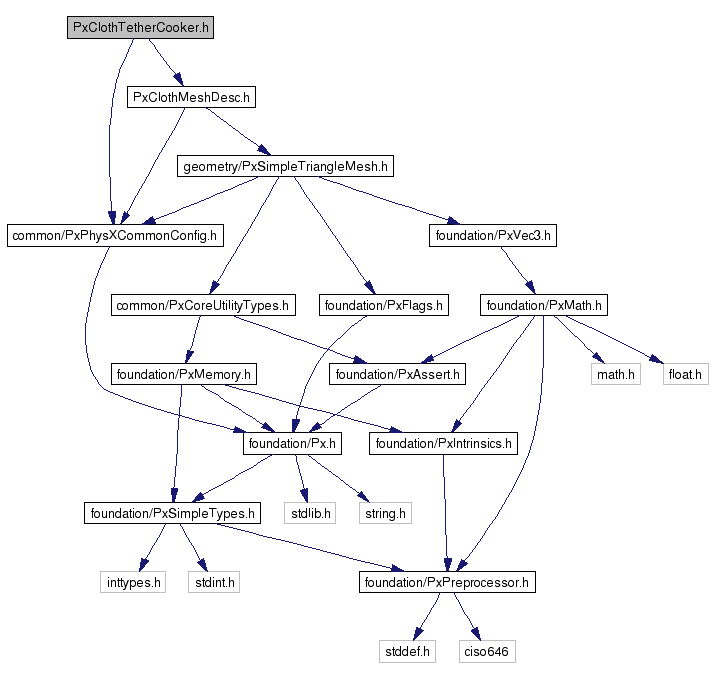 PxClothTetherCooker.h
PxClothMeshDesc.h
geometry/PxSimpleTriangleMesh.h
common/PxPhysXCommonConfig.h
foundation/PxVec3.h
common/PxCoreUtilityTypes.h
foundation/PxFlags.h
foundation/PxMath.h
foundation/PxMemory.h
foundation/PxAssert.h
math.h
float.h
foundation/Px.h
foundation/PxIntrinsics.h
foundation/PxSimpleTypes.h
stdlib.h
string.h
inttypes.h
stdint.h
foundation/PxPreprocessor.h
stddef.h
ciso646